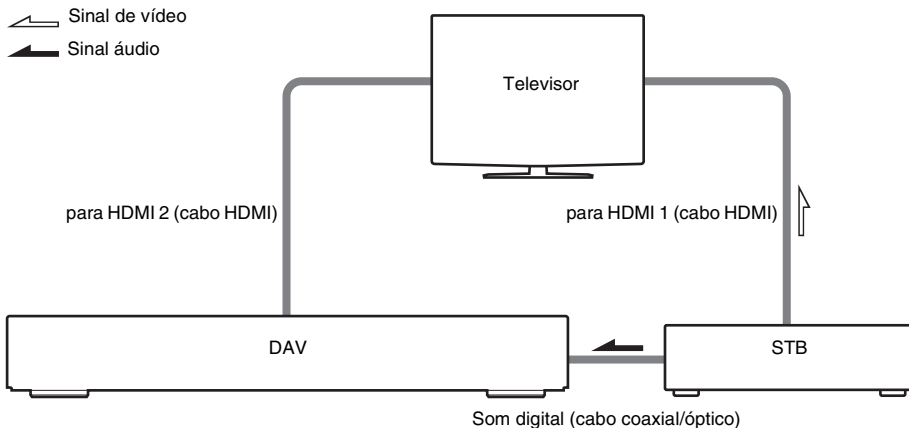 Sinal de vídeo
Sinal áudio
Televisor
para HDMI 2 (cabo HDMI)
para HDMI 1 (cabo HDMI)
DAV
STB
Som digital (cabo coaxial/óptico)